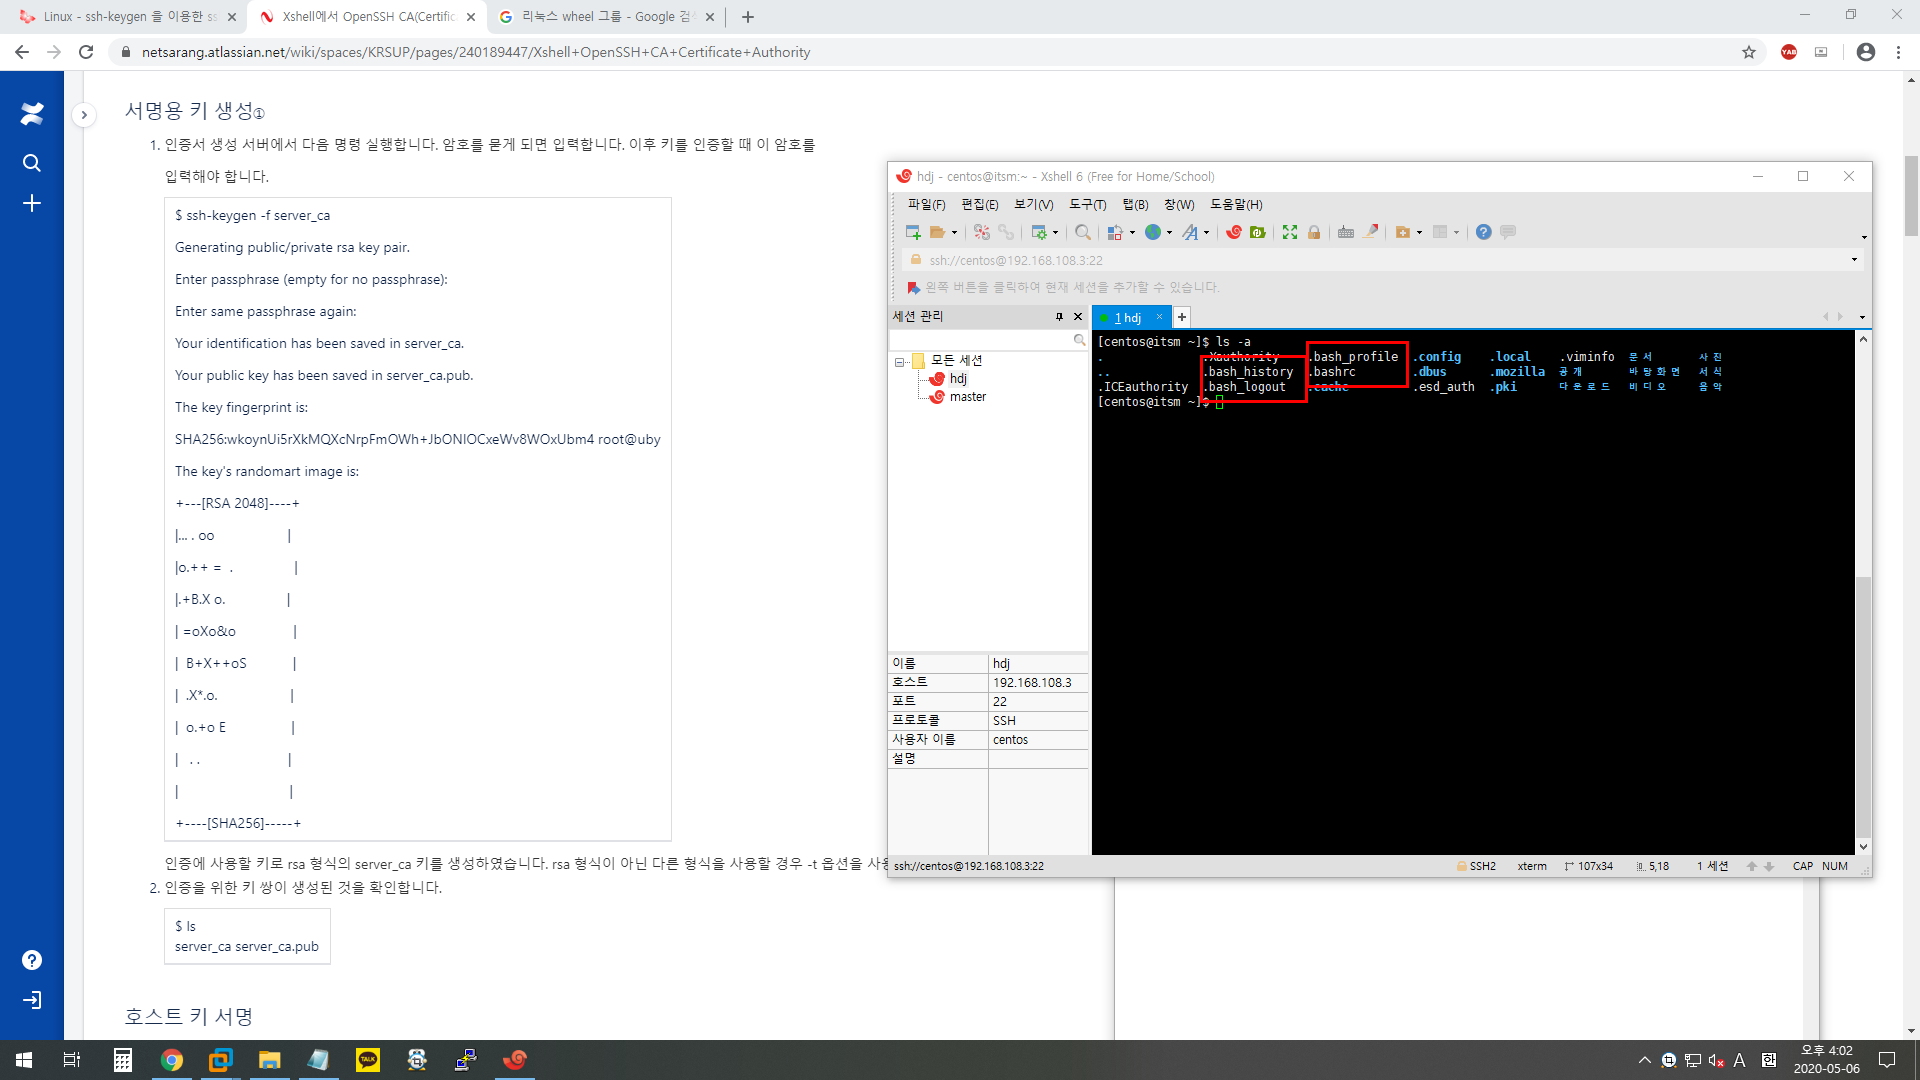 Linux - ssh-keygen 을 이용한 ss
Xshell에서 OpenSSH CA(Certific
리눅스 wheel 그룹 - Google 검색
netsarang.atlassian.net/wiki/spaces/KRSUP/pages/240189447/Xshell+OpenSSH+CA+Certificate+Authority
서명용 키 생성①
1. 인증서 생성 서버에서 다음 명령 실행합니다. 암호를 묻게 되면 입력합니다. 이후 키를 인증할 때 이 암호를
입력해야 합니다.
$ ssh-keygen -f server_ca
Generating public/private rsa key pair.
Enter passphrase (empty for no passphrase):
Enter same passphrase again:
Your identification has been saved in server_ca.
Your public key has been saved in server_ca.pub.
The key fingerprint is:
SHA256:wkoynUi5rXkMQXcNrpFmOWh+JbONIOCxeWv8WOxUbm4 root@uby
The key's randomart image is:
+---[RSA 2048]----+
|... . oo |
|o.++ = . |
|.+B.X o. |
| =oXo&o |
| B+X++oS |
| .X*.o. |
| o.+o E |
| . . |
| |
+----[SHA256]-----+
인증에 사용할 키로 rsa 형식의 server_ca 키를 생성하였습니다. rsa 형식이 아닌 다른 형식을 사용할 경우 -t 옵션을 사용
2. 인증을 위한 키 쌍이 생성된 것을 확인합니다.
$ ls
server_ca server_ca.pub
호스트 키 서명
hdj - centos@itsm:~ - Xshell 6 (Free for Home/School)
파일(F) 편집(E) 보기(V) 도구(T) 탭(B) 창(W) 도움말(H)
ssh://centos@192.168.108.3:22
왼쪽 버튼을 클릭하여 현재 세션을 추가할 수 있습니다.
세션 관리
모든 세션
hdj
master
이름 hdj
호스트 192.168.108.3
포트 22
프로토콜 SSH
사용자 이름 centos
설명
1 hdj
[centos@itsm ~]$ ls -a
. .Xauthority .bash_profile .config .local .viminfo 문서 사진
.. .bash_history .bashrc .dbus .mozilla 공개 바탕화면 서식
.ICEauthority .bash_logout .cache .esd_auth .pki 다운로드 비디오 음악
[centos@itsm ~]$
ssh://centos@192.168.108.3:22 SSH2 xterm 107x34 5,18 1 세션 CAP NUM
YAB
TALK
A 한
오후 4:02
2020-05-06